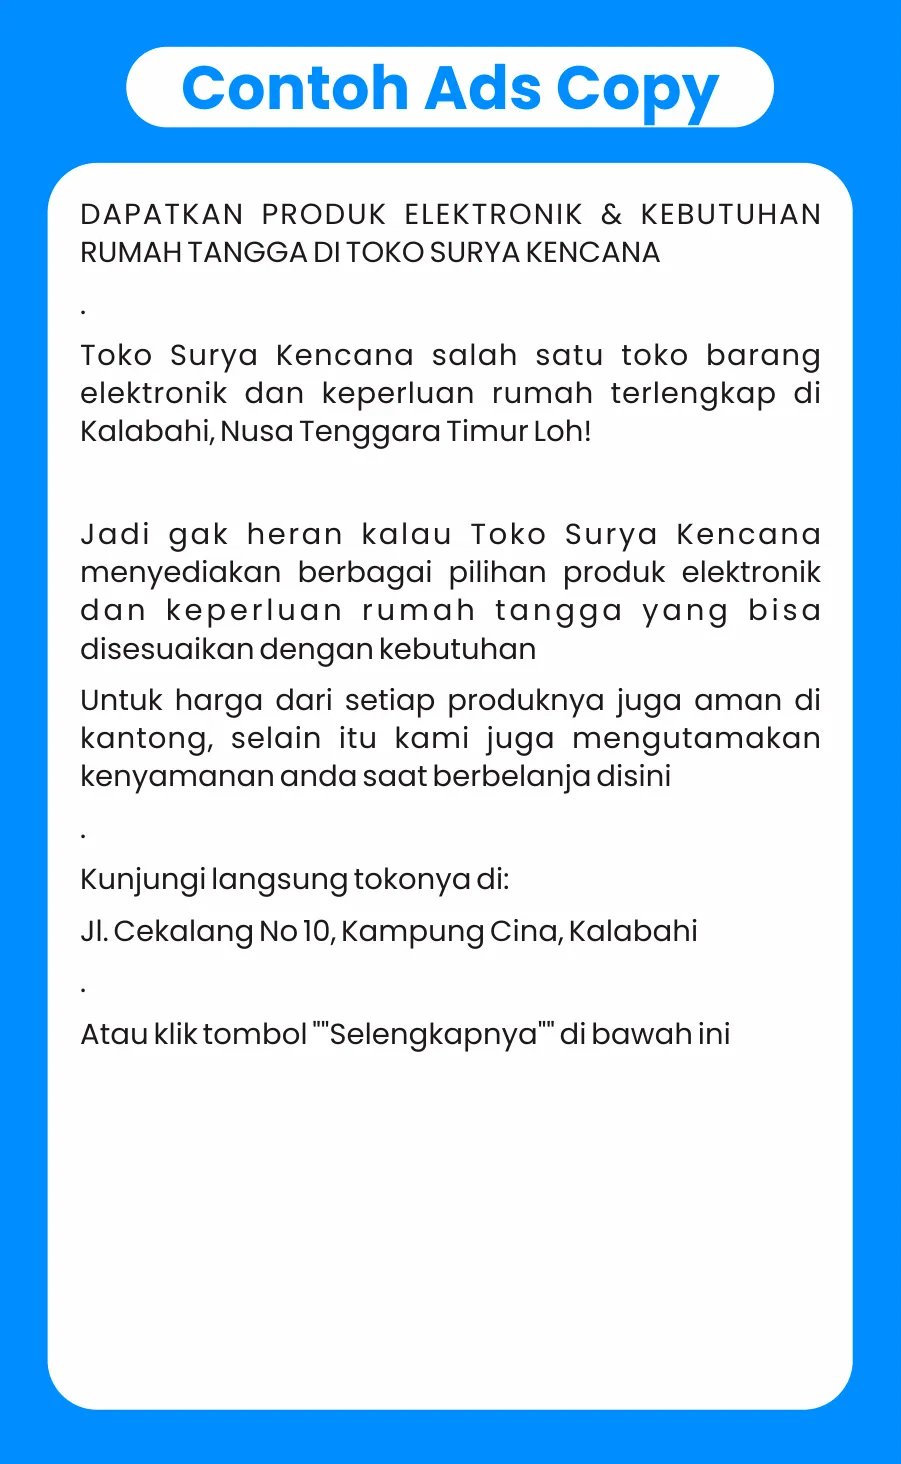 Contoh Ads Copy
DAPATKAN PRODUK ELEKTRONIK & KEBUTUHAN
RUMAH TANGGA DI TOKO SURYA KENCANA
.
Toko Surya Kencana salah satu toko barang
elektronik dan keperluan rumah terlengkap di
Kalabahi, Nusa Tenggara Timur Loh!
Jadi gak heran kalau Toko Surya Kencana
menyediakan berbagai pilihan produk elektronik
dan keperluan rumah tangga yang bisa
disesuaikan dengan kebutuhan
Untuk harga dari setiap produknya juga aman di
kantong, selain itu kami juga mengutamakan
kenyamanan anda saat berbelanja disini
.
Kunjungi langsung tokonya di:
Jl. Cekalang No 10, Kampung Cina, Kalabahi
.
Atau klik tombol ""Selengkapnya"" di bawah ini